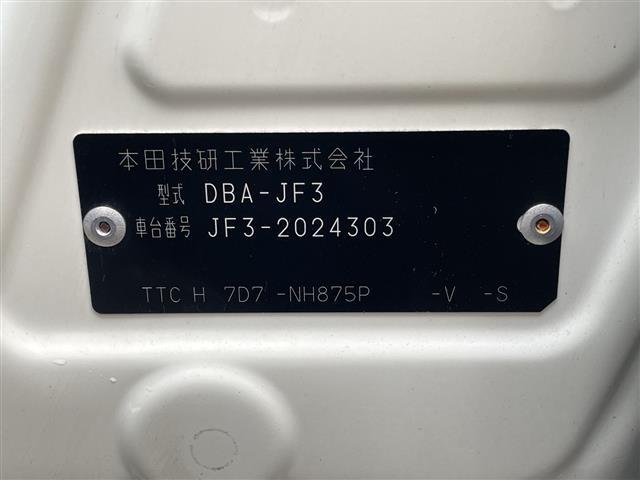 本田技研工業株式会社
型式 DBA-JF3
車台番号 JF3-2024303
TTC H 7D7 -NH875P -V -S